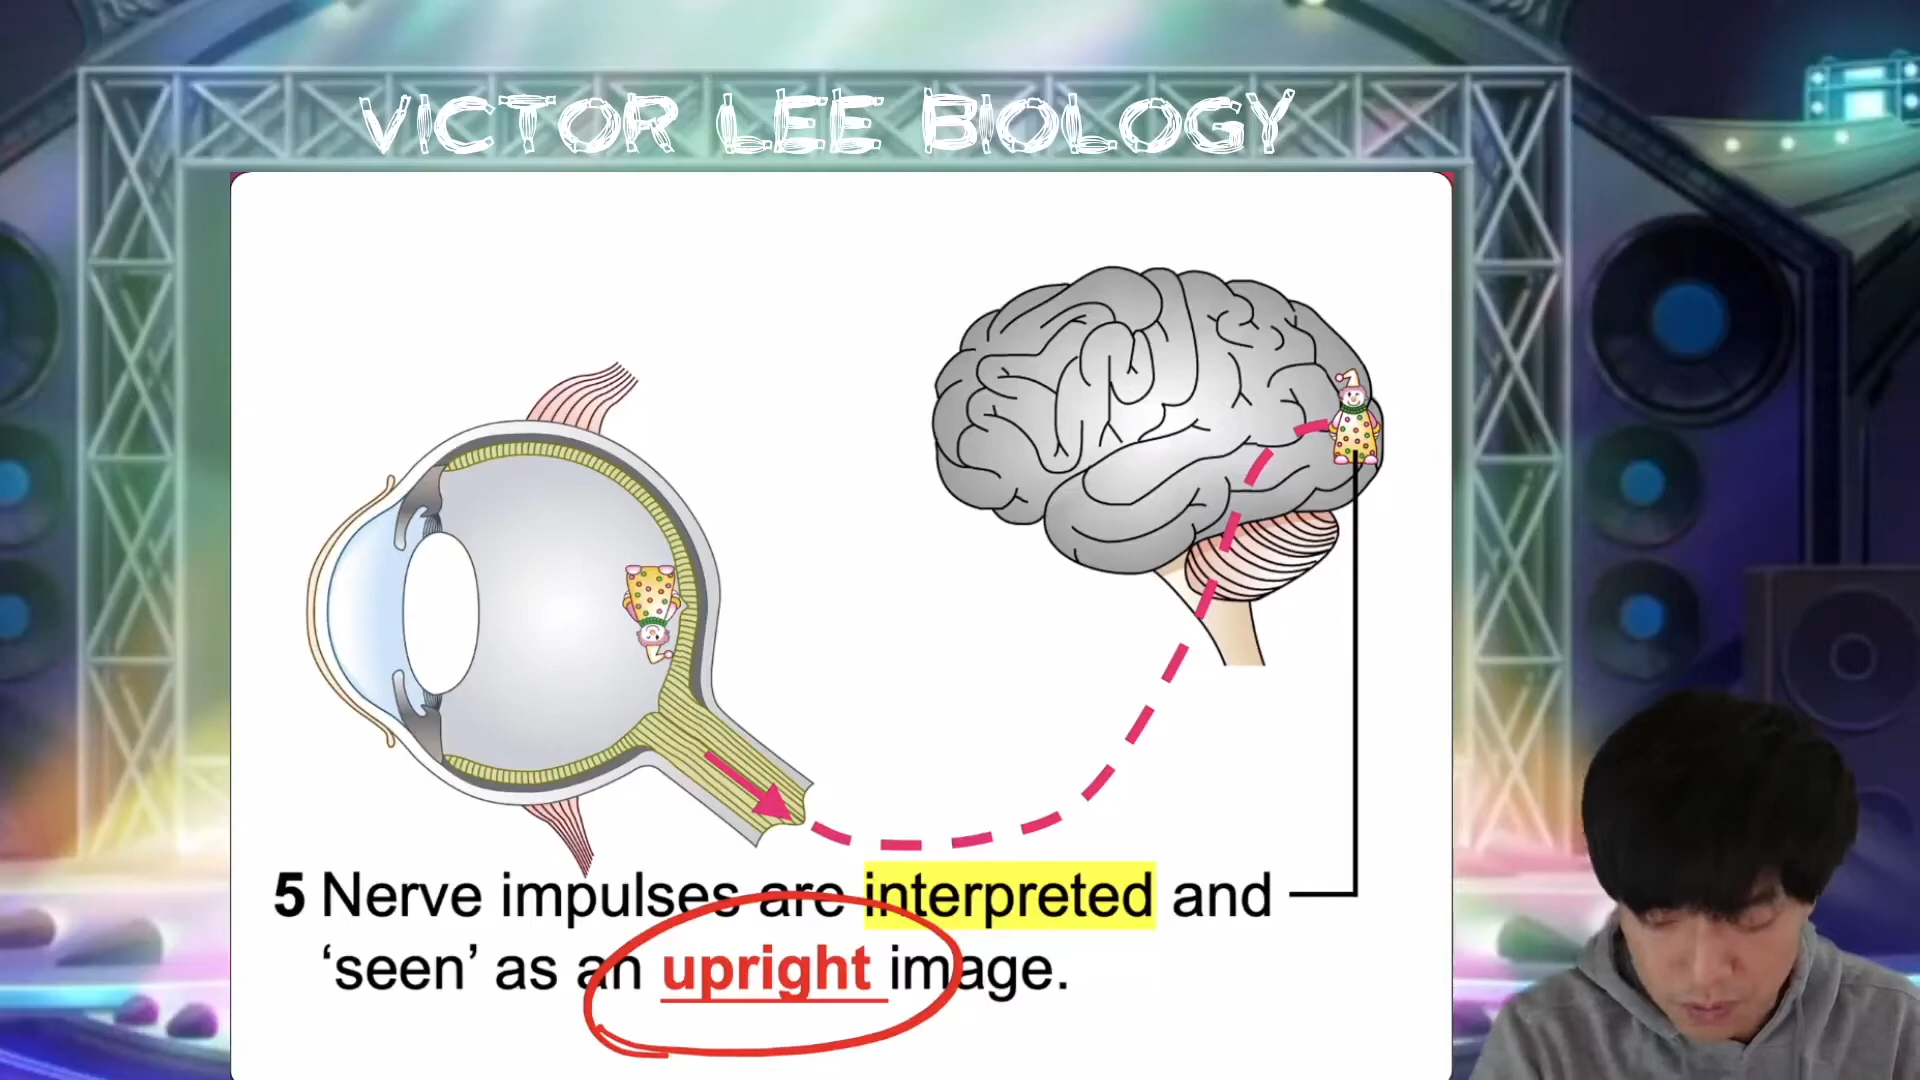 VICTOR LEE BIOLOGY
5 Nerve impulses are interpreted and
‘seen’ as an upright image.